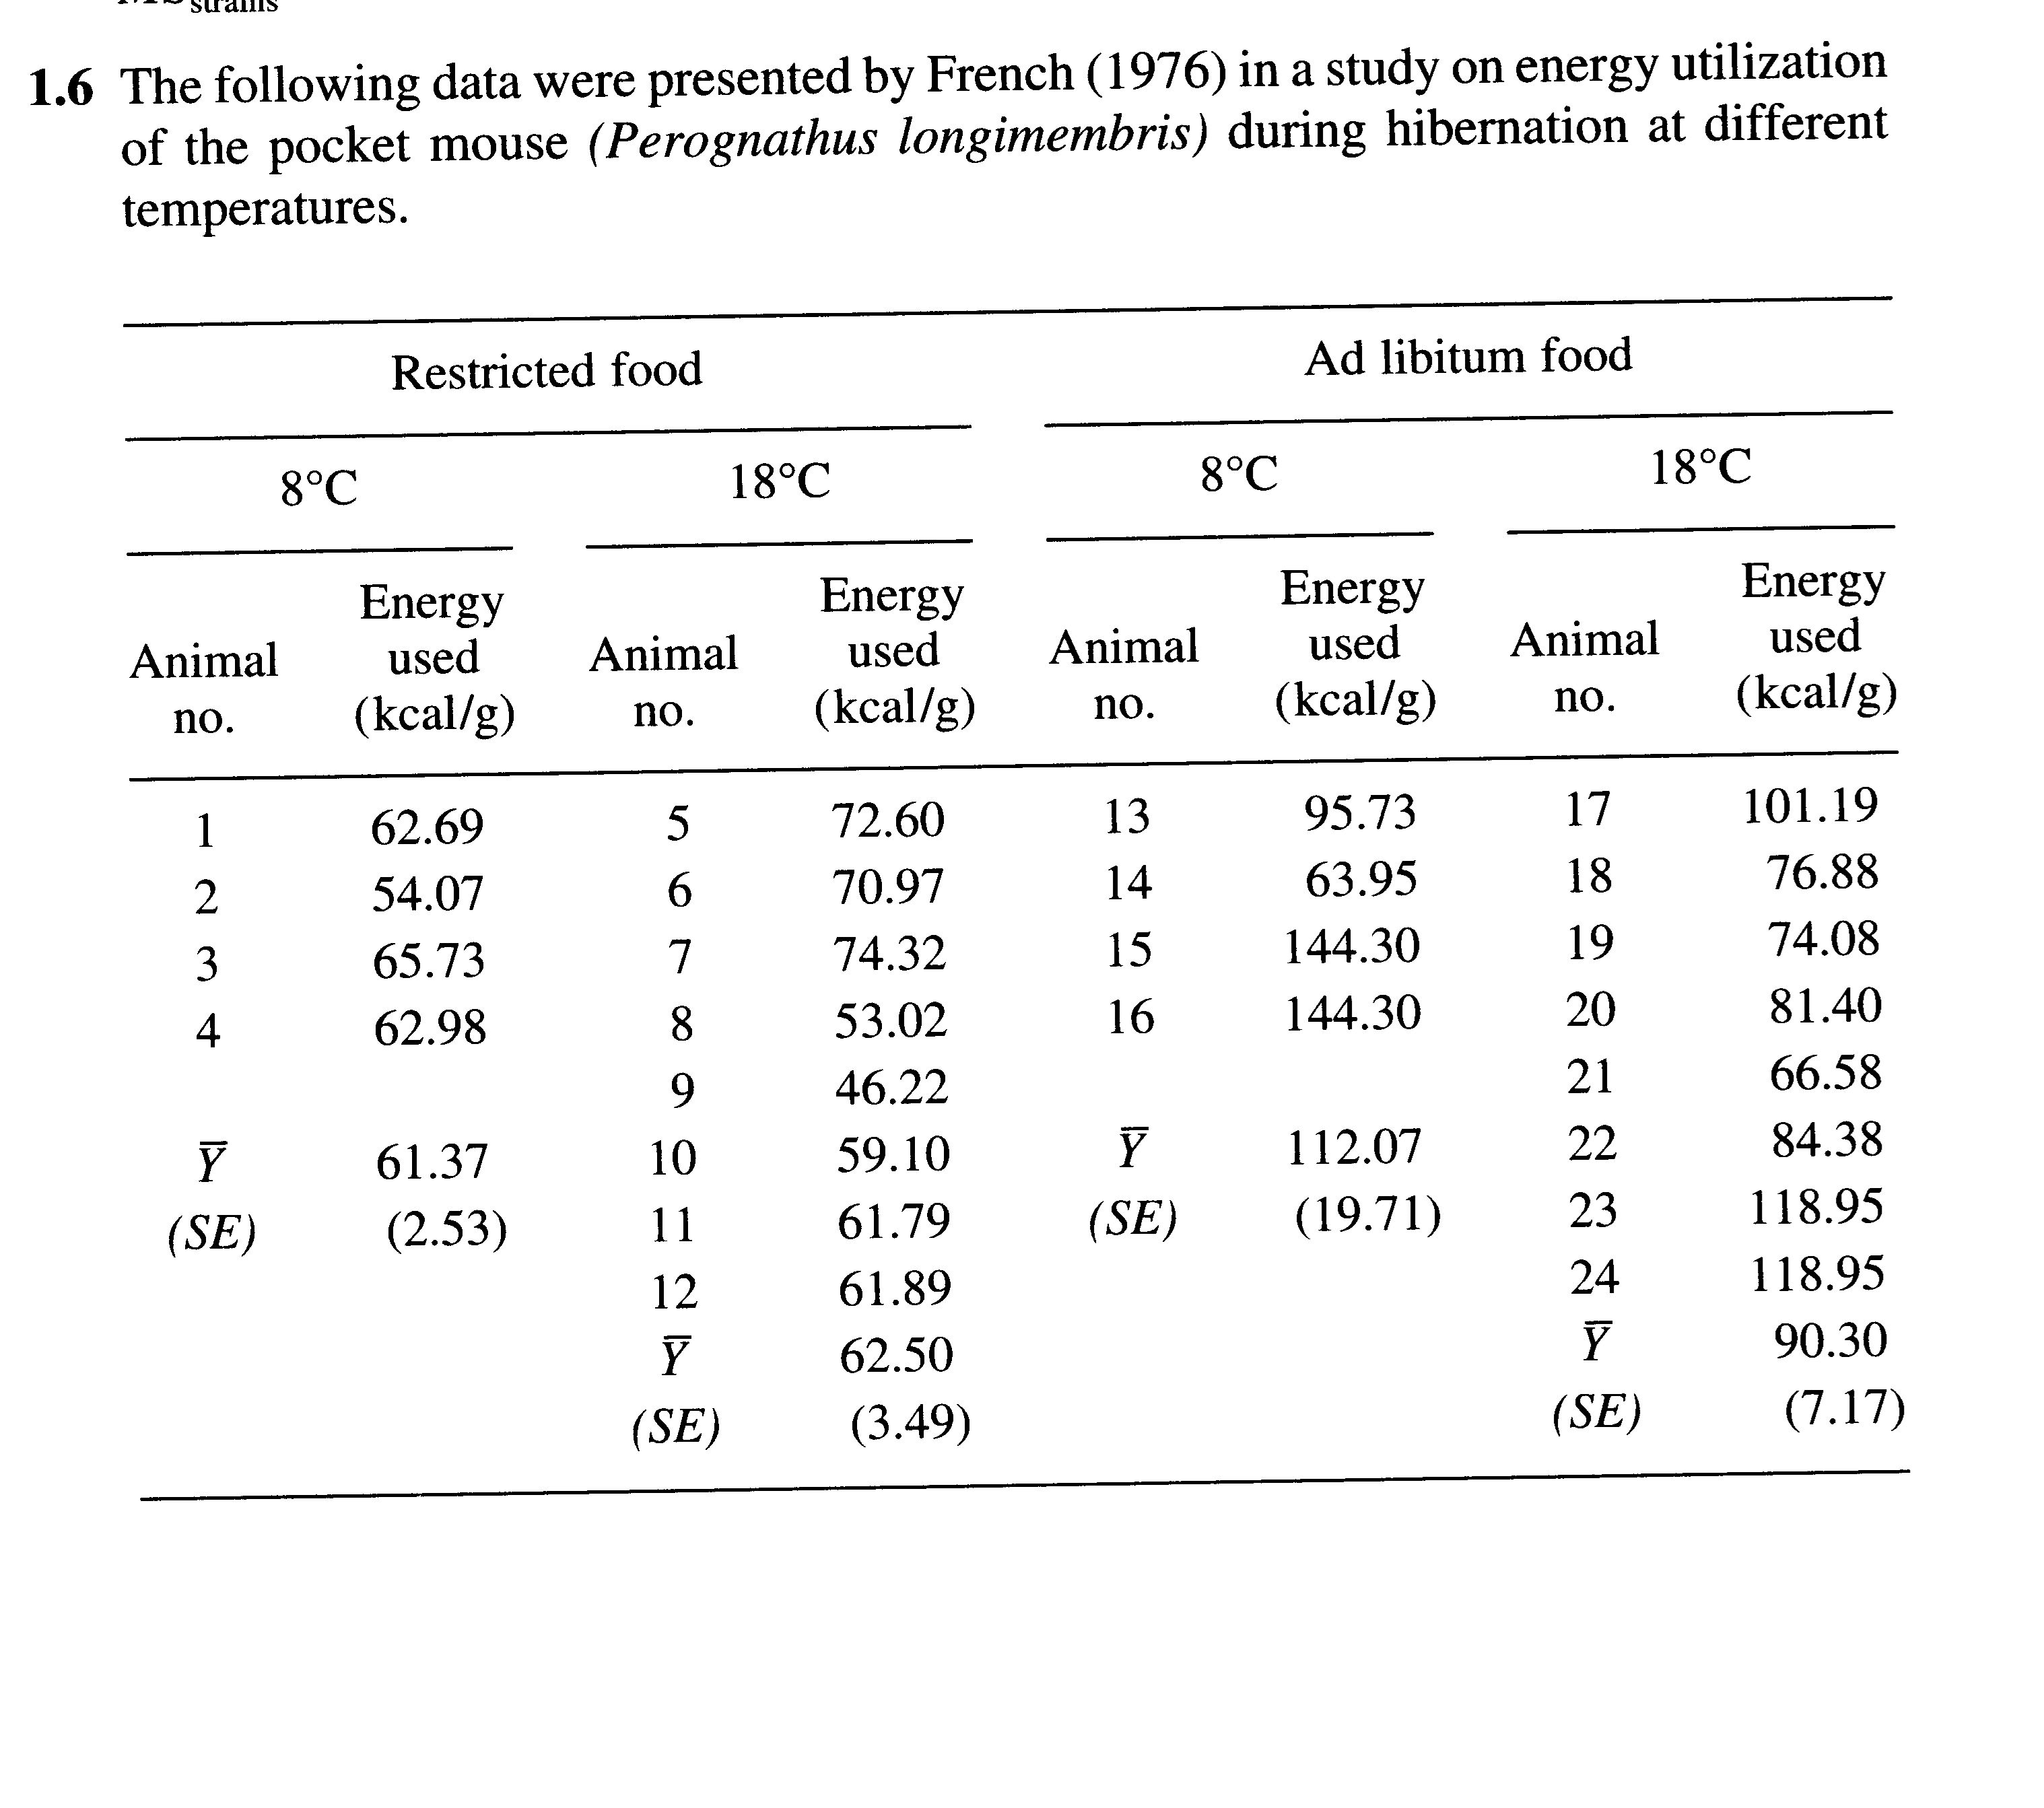 strains
1.6 The following data were presented by French (1976) in a study on energy utilization
of the pocket mouse (Perognathus longimembris) during hibernation at different
temperatures.
Restricted food Ad libitum food
8°C 18°C 8°C 18°C
Energy Energy Energy Energy
Animal used Animal used Animal used Animal used
no. (kcal/g) no. (kcal/g) no. (kcal/g) no. (kcal/g)
1 62.69 5 72.60 13 95.73 17 101.19
2 54.07 6 70.97 14 63.95 18 76.88
3 65.73 7 74.32 15 144.30 19 74.08
4 62.98 8 53.02 16 144.30 20 81.40
9 46.22 21 66.58
Ȳ 61.37 10 59.10 Ȳ 112.07 22 84.38
(SE) (2.53) 11 61.79 (SE) (19.71) 23 118.95
12 61.89 24 118.95
Ȳ 62.50 Ȳ 90.30
(SE) (3.49) (SE) (7.17)